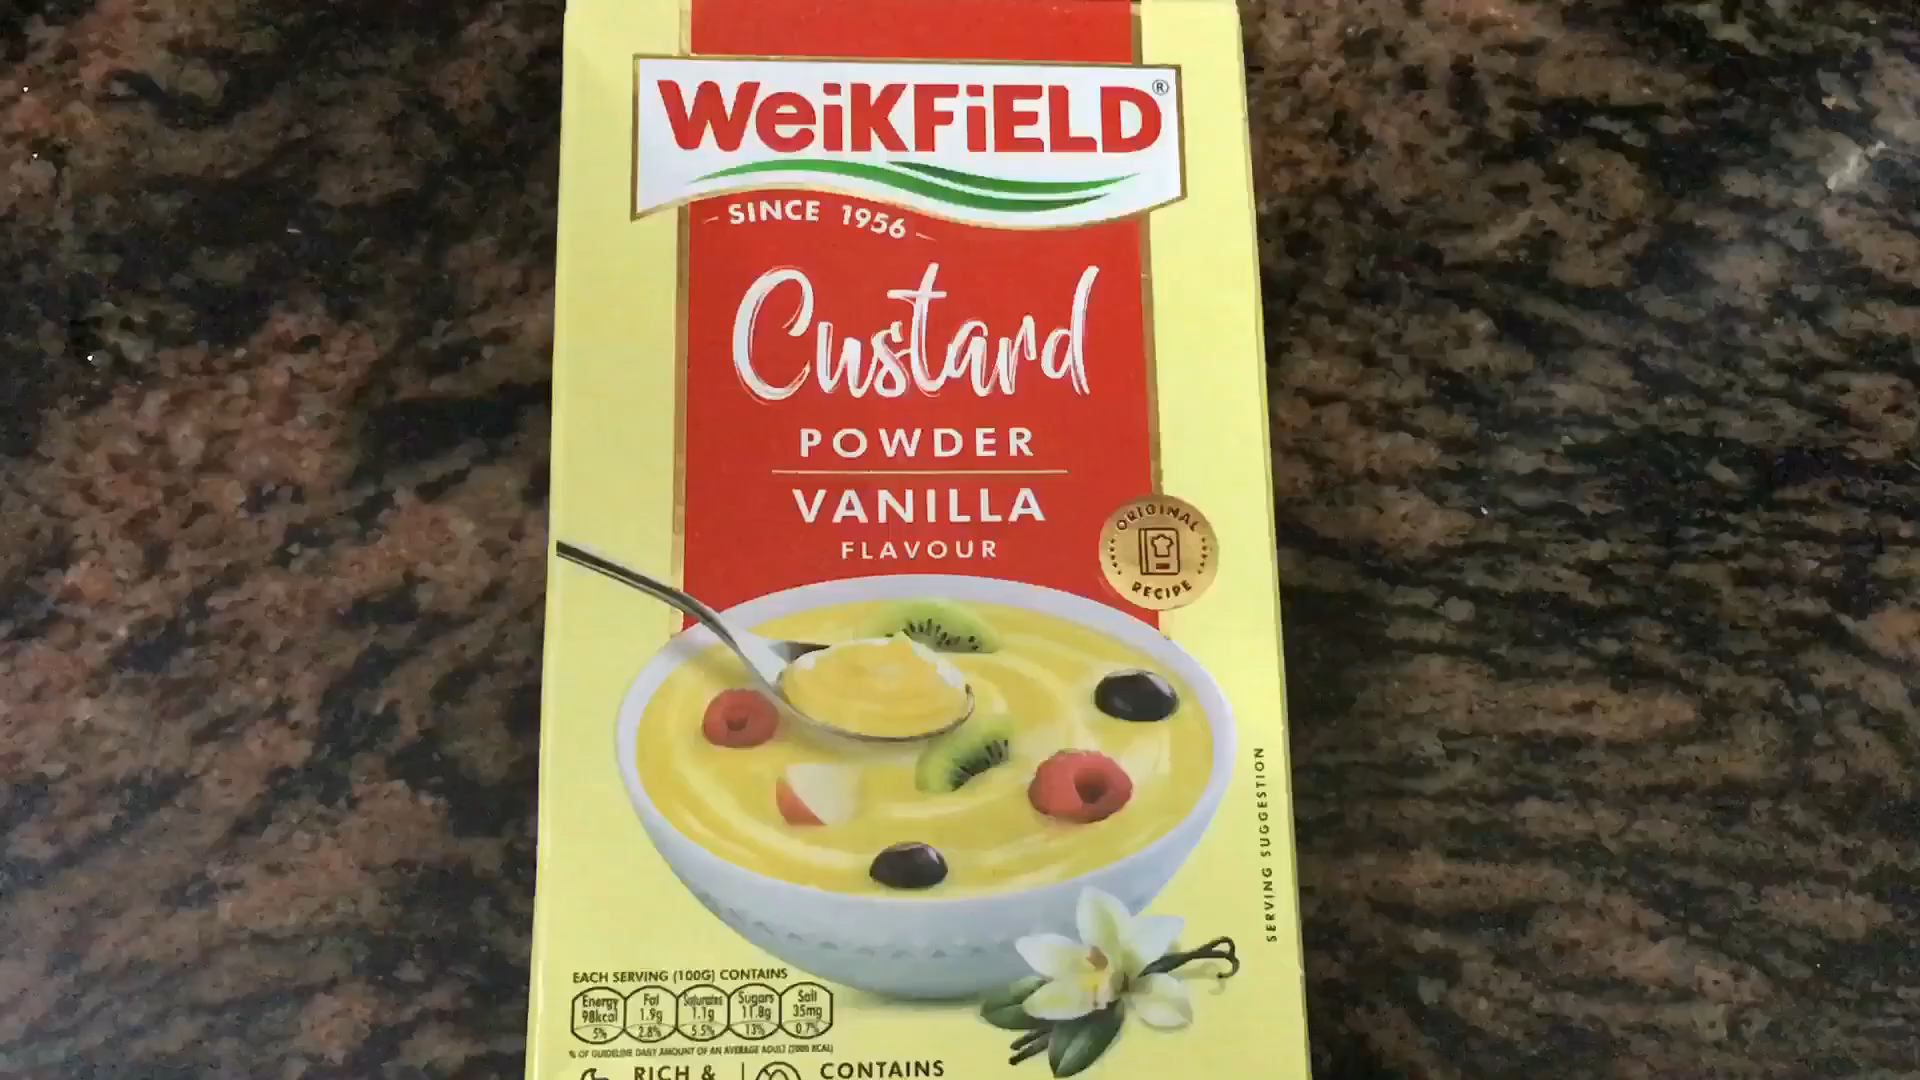 WeiKFiELD®
SINCE 1956
Custard
POWDER
VANILLA
FLAVOUR
ORIGINAL
RECIPE
SERVING SUGGESTION
EACH SERVING (100G) CONTAINS
Energy Fat Saturates Sugars Salt
98kcal 1.9g 1.1g 11.8g 35mg
5% 2.8% 5.5% 13% 0.7%
% OF GUIDELINE DAILY AMOUNT OF AN AVERAGE ADULT (2000 KCAL)
RICH & CONTAINS